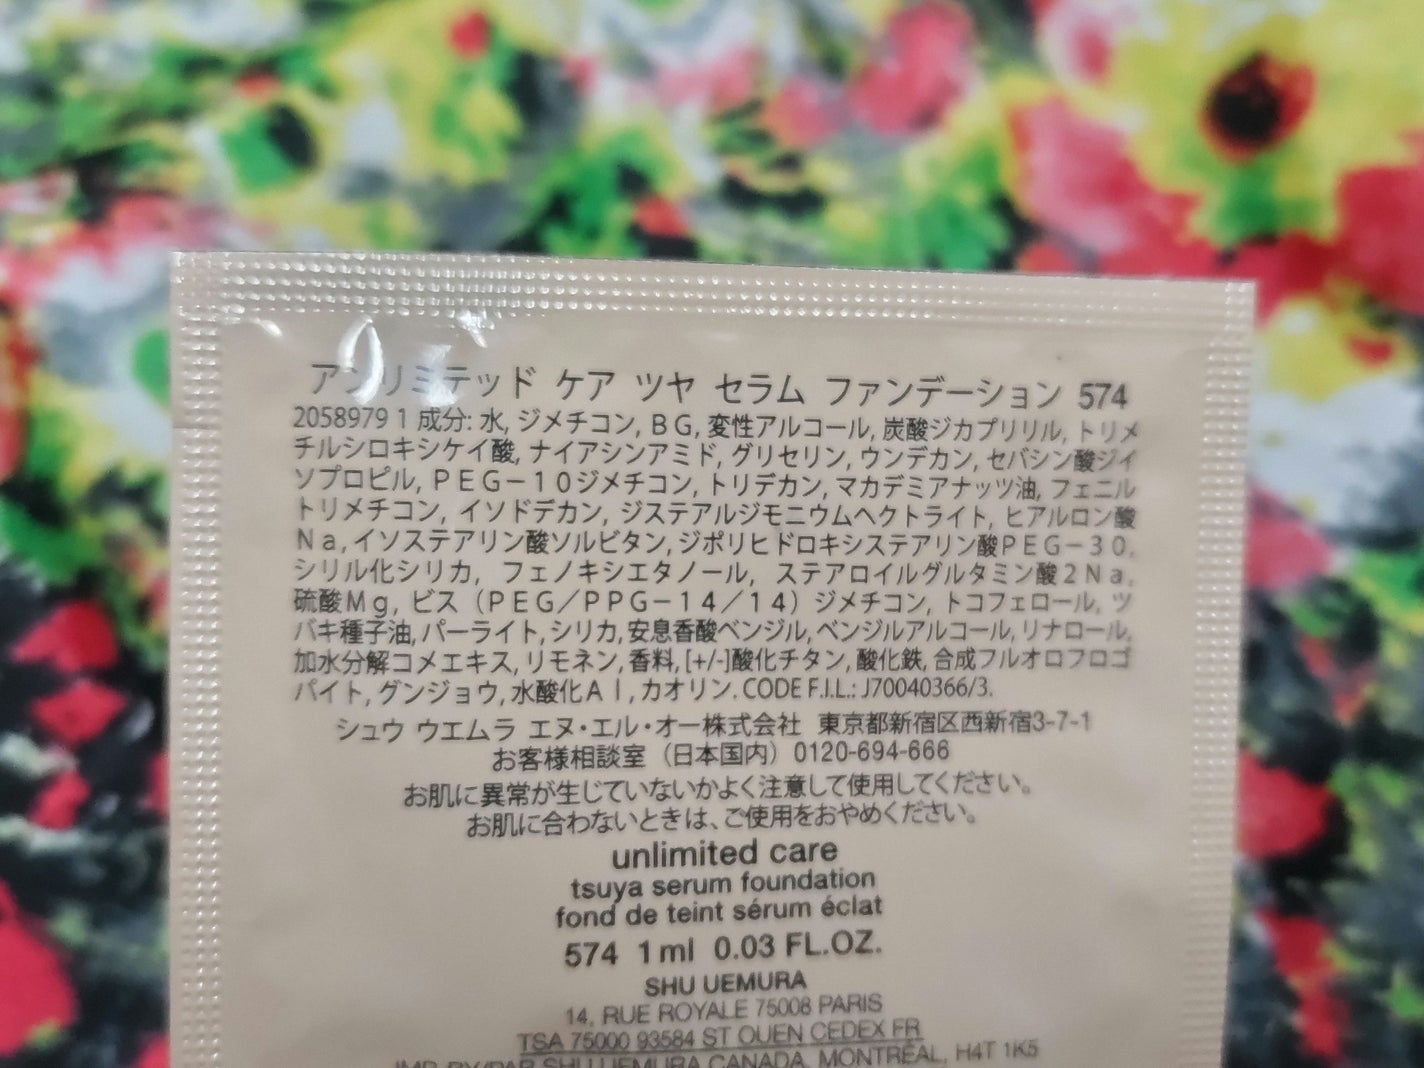 アンリミテッド ケア ツヤ セラム ファンデーション 574
2058979 1 成分: 水, ジメチコン, ＢＧ, 変性アルコール, 炭酸ジカプリリル, トリメ
チルシロキシケイ酸, ナイアシンアミド, グリセリン, ウンデカン, セバシン酸ジイ
ソプロピル, ＰＥＧ－１０ジメチコン, トリデカン, マカデミアナッツ油, フェニル
トリメチコン, イソドデカン, ジステアルジモニウムヘクトライト, ヒアルロン酸
Ｎａ, イソステアリン酸ソルビタン, ジポリヒドロキシステアリン酸ＰＥＧ－３０,
シリル化シリカ, フェノキシエタノール, ステアロイルグルタミン酸２Ｎａ,
硫酸Ｍｇ, ビス（ＰＥＧ／ＰＰＧ－１４／１４）ジメチコン, トコフェロール, ツ
バキ種子油, パーライト, シリカ, 安息香酸ベンジル, ベンジルアルコール, リナロール,
加水分解コメエキス, リモネン, 香料, [+/-]酸化チタン, 酸化鉄, 合成フルオロフロゴ
パイト, グンジョウ, 水酸化Ａｌ, カオリン. CODE F.I.L.: J70040366/3.
シュウ ウエムラ エヌ・エル・オー株式会社 東京都新宿区西新宿3-7-1
お客様相談室（日本国内）0120-694-666
お肌に異常が生じていないかよく注意して使用してください。
お肌に合わないときは、ご使用をおやめください。
unlimited care
tsuya serum foundation
fond de teint sérum éclat
574 1 ml 0.03 FL.OZ.
SHU UEMURA
14, RUE ROYALE 75008 PARIS
TSA 75000 93584 ST OUEN CEDEX FR
IMP. BY/PAR SHU UEMURA CANADA, MONTRÉAL, H4T 1K5